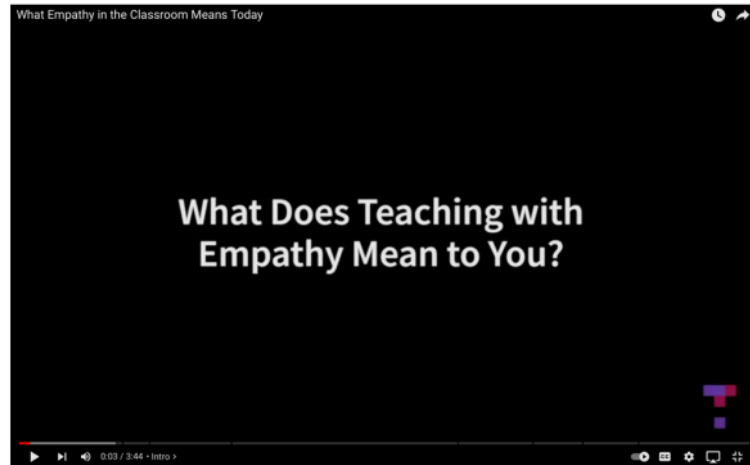 What Empathy in the Classroom Means Today
What Does Teaching with
Empathy Mean to You?
0:03 / 3:44 • Intro >
CC